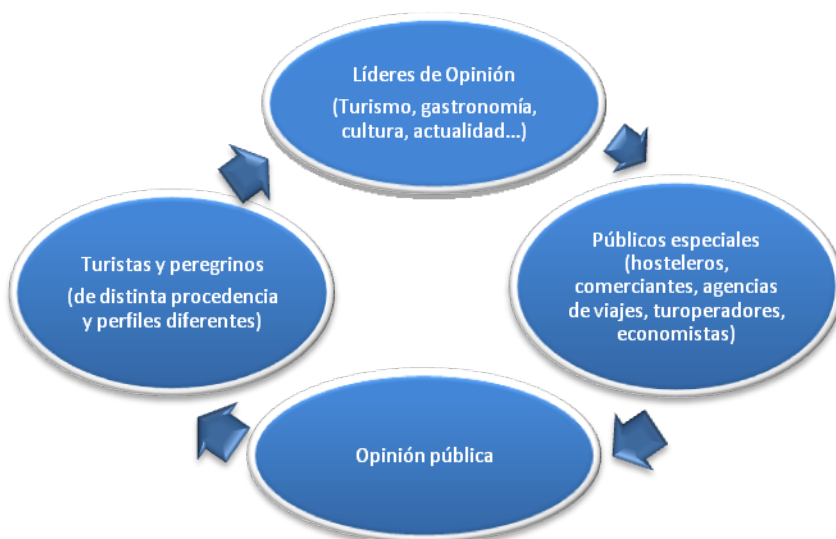 Líderes de Opinión
(Turismo, gastronomía,
cultura, actualidad...)
Públicos especiales
(hosteleros,
comerciantes, agencias
de viajes, turoperadores,
economistas)
Opinión pública
Turistas y peregrinos
(de distinta procedencia
y perfiles diferentes)